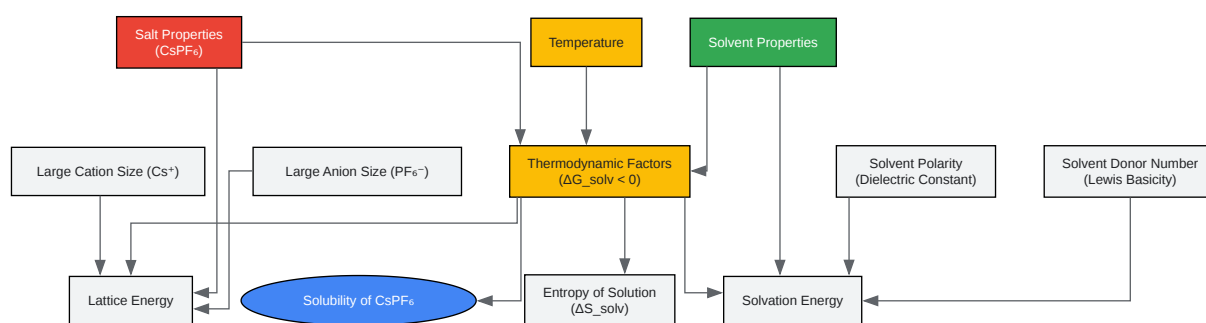 Salt Properties
(CsPF₆)
Temperature
Solvent Properties
Large Cation Size (Cs⁺)
Large Anion Size (PF₆⁻)
Thermodynamic Factors
(ΔG_solv < 0)
Solvent Polarity
(Dielectric Constant)
Solvent Donor Number
(Lewis Basicity)
Lattice Energy
Solubility of CsPF₆
Entropy of Solution
(ΔS_solv)
Solvation Energy